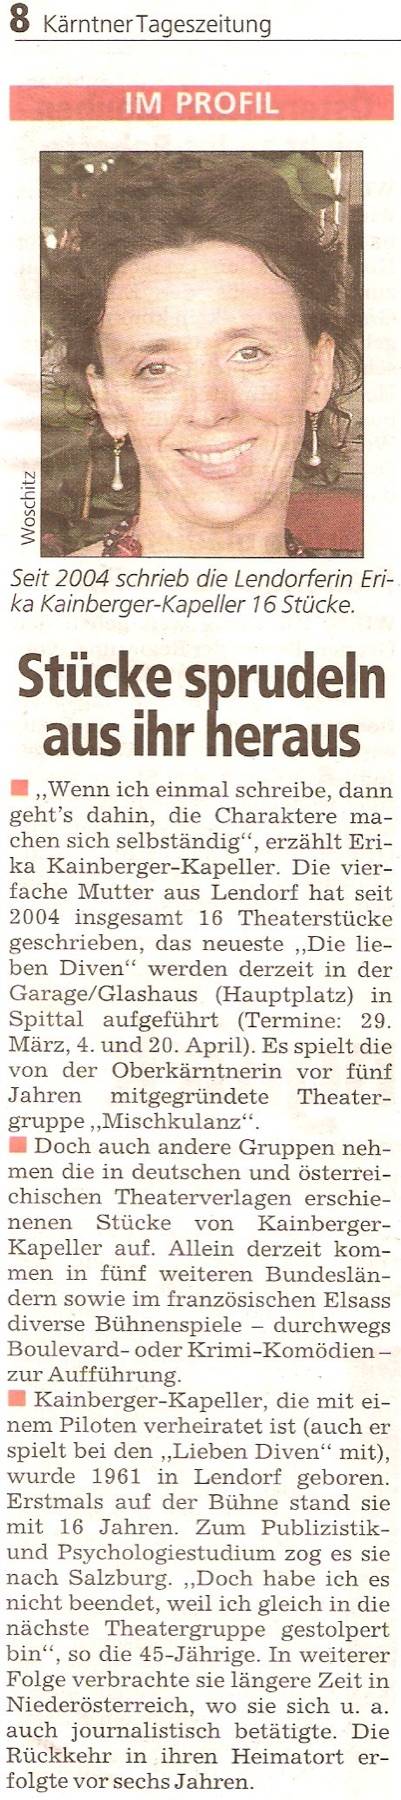 8 Kärntner Tageszeitung
IM PROFIL
Woschitz
Seit 2004 schrieb die Lendorferin Eri-
ka Kainberger-Kapeller 16 Stücke.
Stücke sprudeln
aus ihr heraus
■ „Wenn ich einmal schreibe, dann
geht's dahin, die Charaktere ma-
chen sich selbständig“, erzählt Eri-
ka Kainberger-Kapeller. Die vier-
fache Mutter aus Lendorf hat seit
2004 insgesamt 16 Theaterstücke
geschrieben, das neueste „Die lie-
ben Diven“ werden derzeit in der
Garage/Glashaus (Hauptplatz) in
Spittal aufgeführt (Termine: 29.
März, 4. und 20. April). Es spielt die
von der Oberkärntnerin vor fünf
Jahren mitgegründete Theater-
gruppe „Mischkulanz“.
■ Doch auch andere Gruppen neh-
men die in deutschen und österrei-
chischen Theaterverlagen erschie-
nenen Stücke von Kainberger-
Kapeller auf. Allein derzeit kom-
men in fünf weiteren Bundeslän-
dern sowie im französischen Elsass
diverse Bühnenspiele – durchwegs
Boulevard- oder Krimi-Komödien –
zur Aufführung.
■ Kainberger-Kapeller, die mit ei-
nem Piloten verheiratet ist (auch er
spielt bei den „Lieben Diven“ mit),
wurde 1961 in Lendorf geboren.
Erstmals auf der Bühne stand sie
mit 16 Jahren. Zum Publizistik-
und Psychologiestudium zog es sie
nach Salzburg. „Doch habe ich es
nicht beendet, weil ich gleich in die
nächste Theatergruppe gestolpert
bin“, so die 45-Jährige. In weiterer
Folge verbrachte sie längere Zeit in
Niederösterreich, wo sie sich u. a.
auch journalistisch betätigte. Die
Rückkehr in ihren Heimatort er-
folgte vor sechs Jahren.